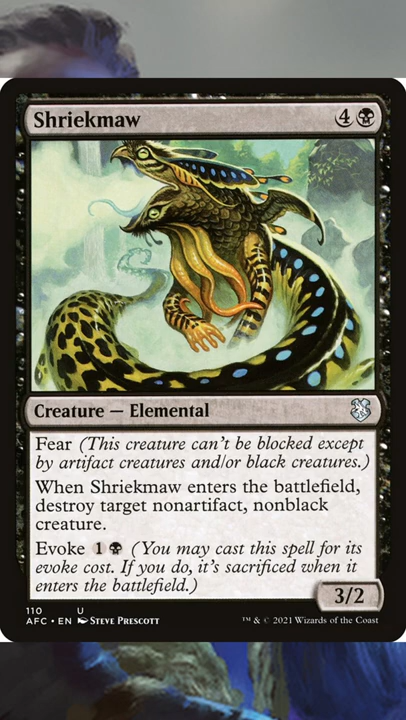 Shriekmaw 4
Creature — Elemental
Fear (This creature can't be blocked except
by artifact creatures and/or black creatures.)
When Shriekmaw enters the battlefield,
destroy target nonartifact, nonblack
creature.
Evoke 1 (You may cast this spell for its
evoke cost. If you do, it's sacrificed when it
enters the battlefield.)
3/2
110 U
AFC • EN Steve Prescott ™ & © 2021 Wizards of the Coast